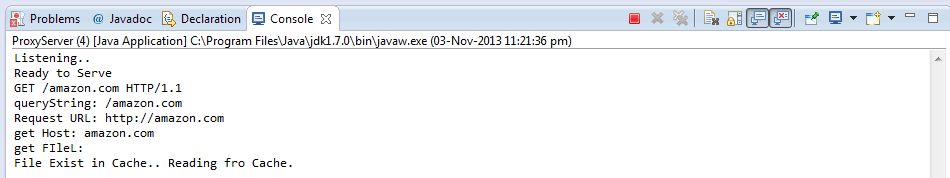 Problems @ Javadoc Declaration Console
ProxyServer (4) [Java Application] C:\Program Files\Java\jdk1.7.0\bin\javaw.exe (03-Nov-2013 11:21:36 pm)
Listening..
Ready to Serve
GET /amazon.com HTTP/1.1
queryString: /amazon.com
Request URL: http://amazon.com
get Host: amazon.com
get FIleL:
File Exist in Cache.. Reading fro Cache.